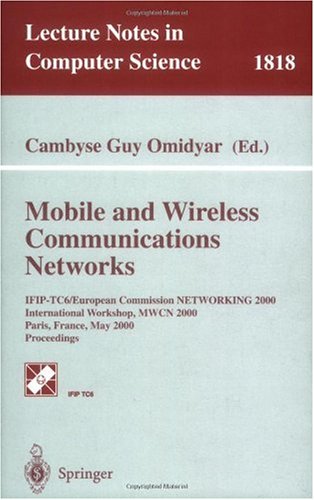 Lecture Notes in
Computer Science 1818
Cambyse Guy Omidyar (Ed.)
Mobile and Wireless
Communications
Networks
IFIP-TC6/European Commission NETWORKING 2000
International Workshop, MWCN 2000
Paris, France, May 2000
Proceedings
IFIP TC6
Springer